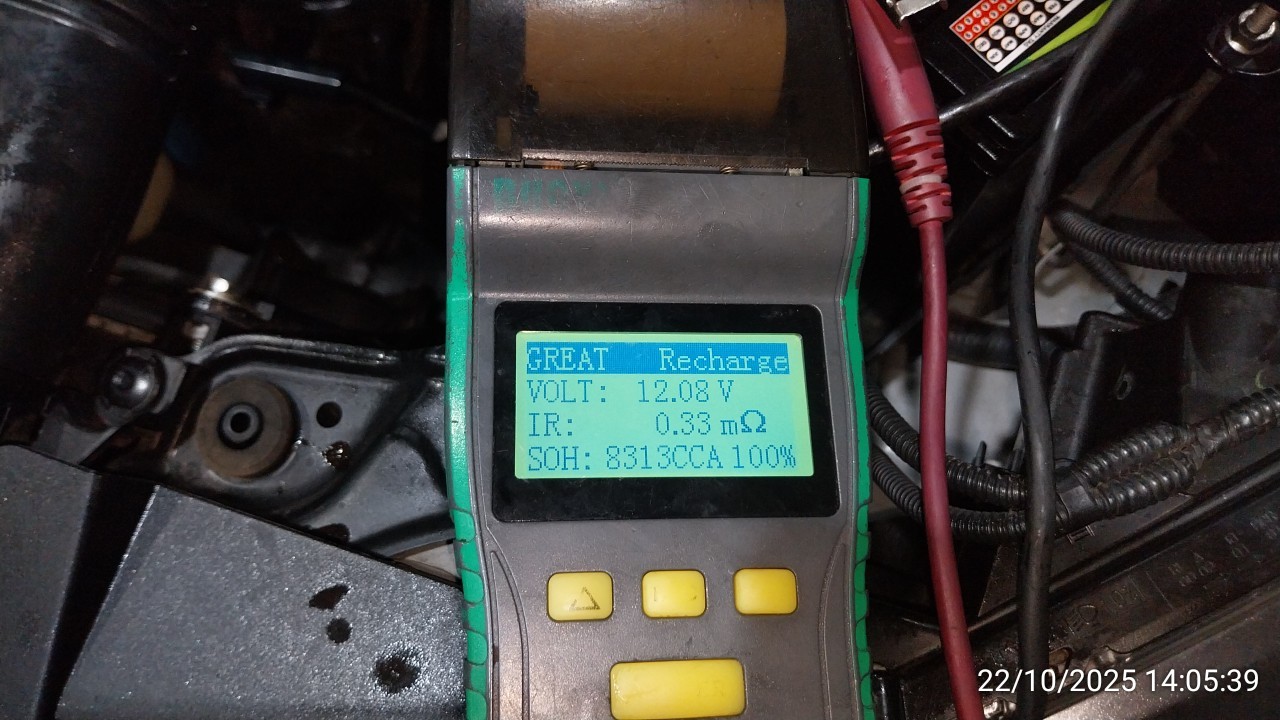 GREAT Recharge
VOLT: 12.08 V
IR: 0.33 mΩ
SOH: 8313CCA 100%
22/10/2025 14:05:39